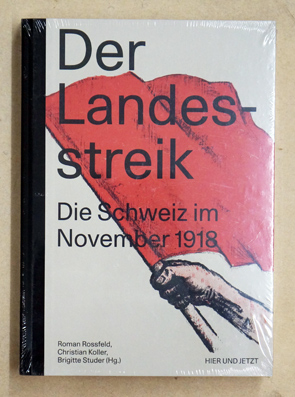 Der
Landes-
streik
Die Schweiz im
November 1918
Roman Rossfeld,
Christian Koller,
Brigitte Studer (Hg.)
HIER UND JETZT